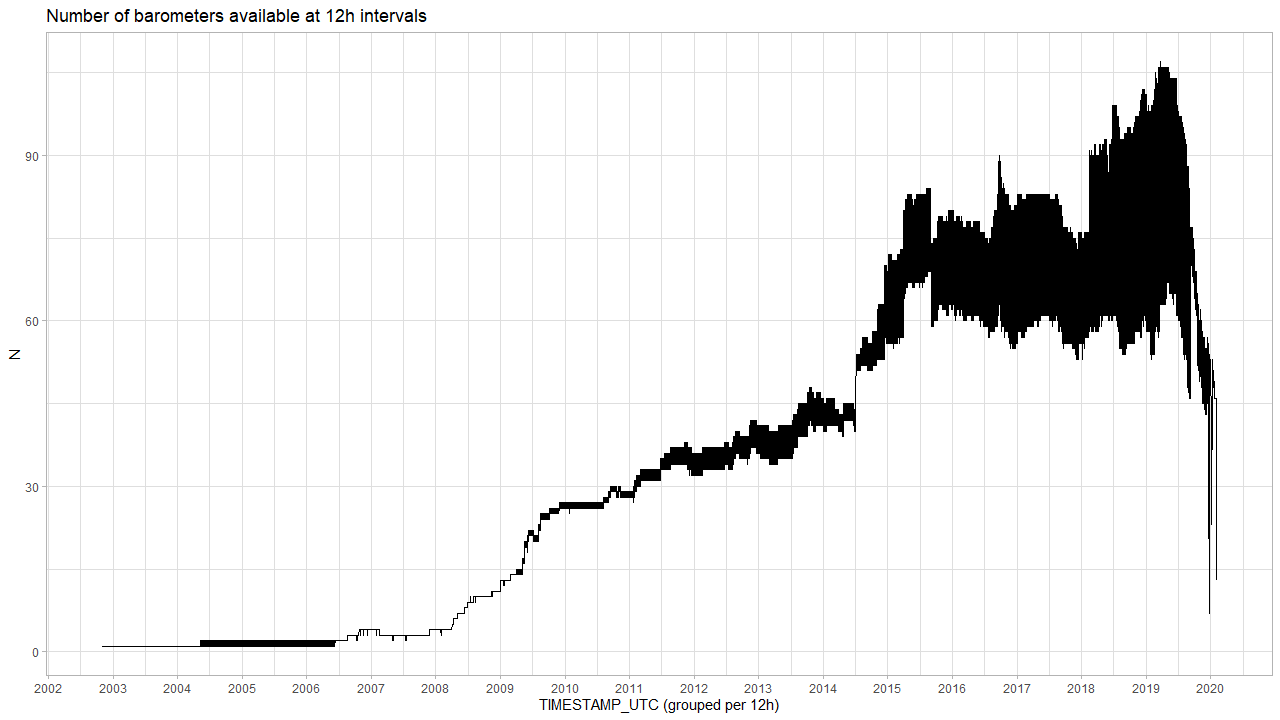 Number of barometers available at 12h intervals
N
90
60
30
0
2002 2003 2004 2005 2006 2007 2008 2009 2010 2011 2012 2013 2014 2015 2016 2017 2018 2019 2020
TIMESTAMP_UTC (grouped per 12h)